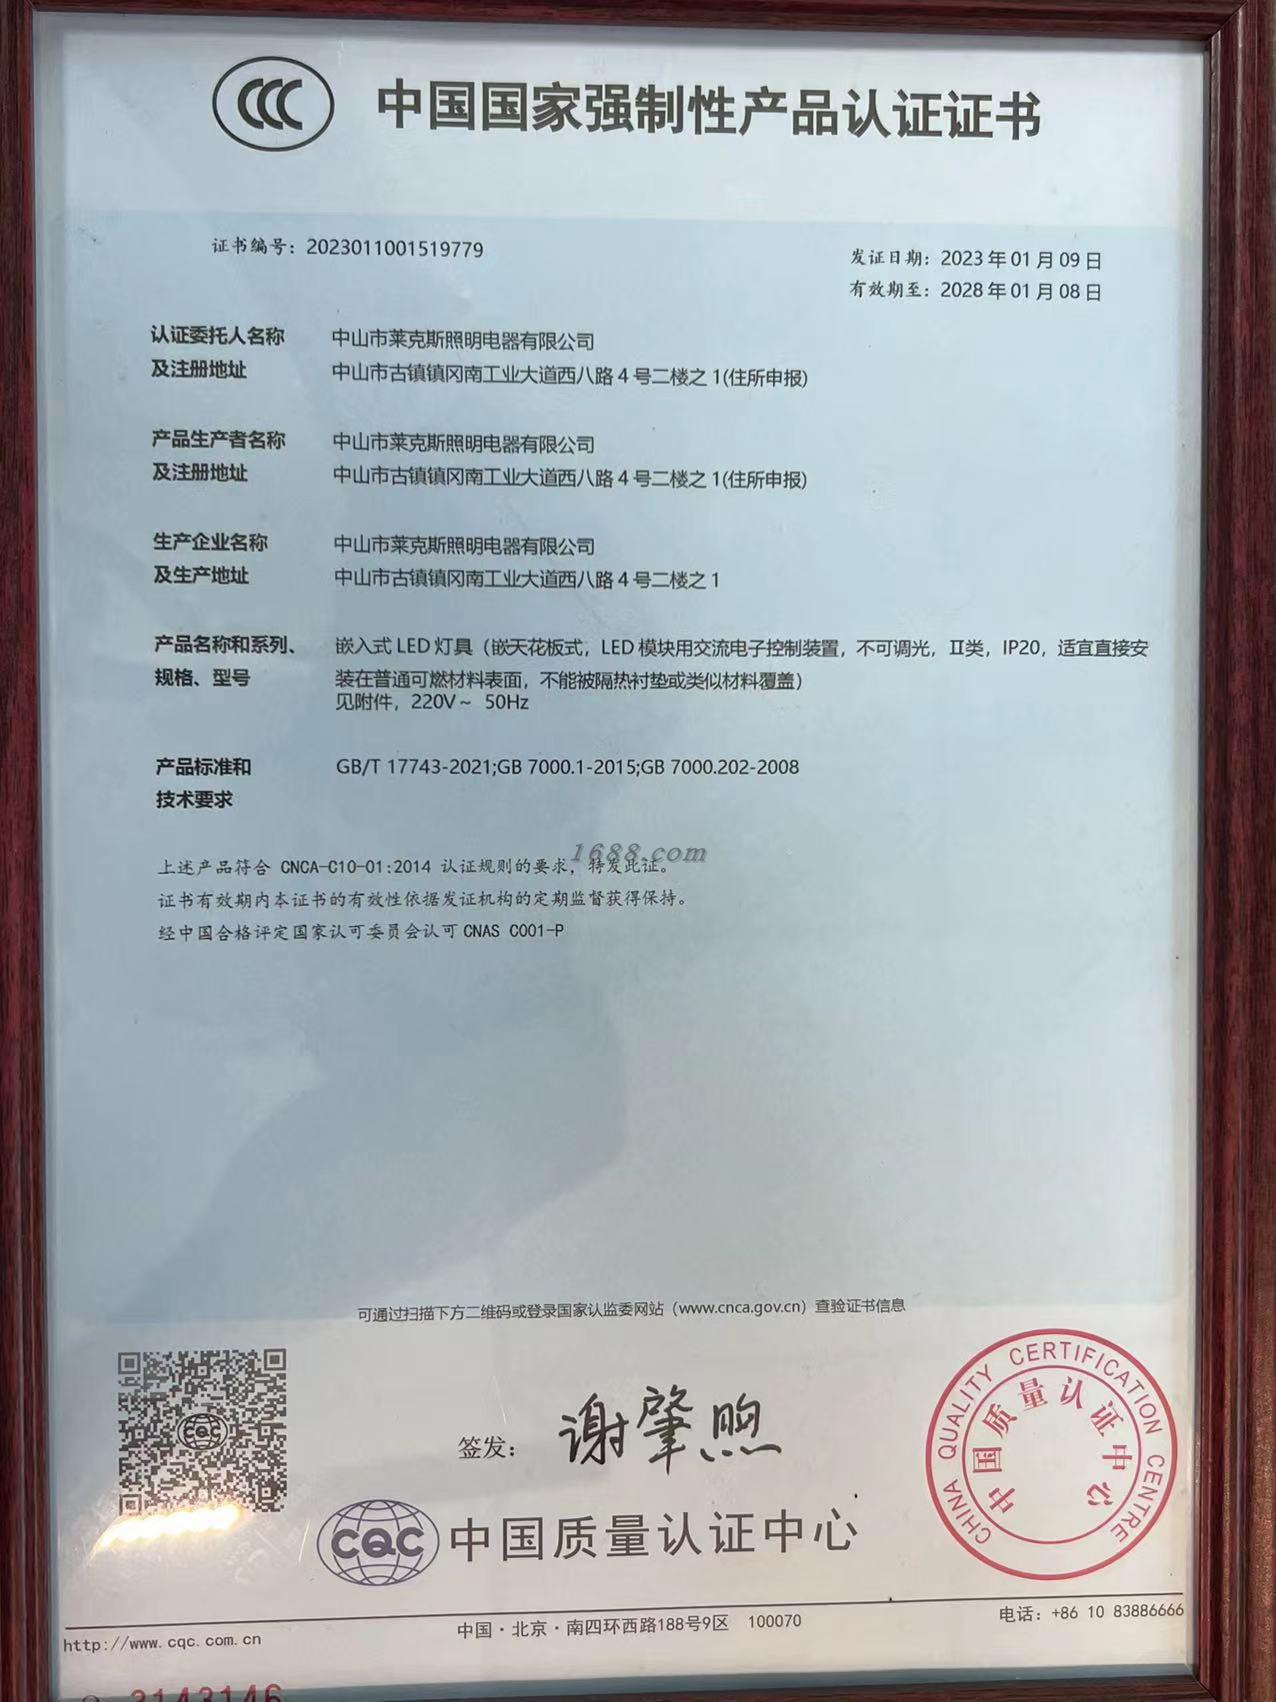 CCC 中国国家强制性产品认证证书
证书编号：2023011001519779
发证日期：2023年01月09日
有效期至：2028年01月08日
认证委托人名称 中山市莱克斯照明电器有限公司
及注册地址 中山市古镇镇冈南工业大道西八路4号二楼之1(住所申报)
产品生产者名称 中山市莱克斯照明电器有限公司
及注册地址 中山市古镇镇冈南工业大道西八路4号二楼之1(住所申报)
生产企业名称 中山市莱克斯照明电器有限公司
及生产地址 中山市古镇镇冈南工业大道西八路4号二楼之1
产品名称和系列、 嵌入式LED灯具（嵌天花板式，LED模块用交流电子控制装置，不可调光，Ⅱ类，IP20，适宜直接安
规格、型号 装在普通可燃材料表面，不能被隔热衬垫或类似材料覆盖）
见附件，220V～ 50Hz
产品标准和 GB/T 17743-2021;GB 7000.1-2015;GB 7000.202-2008
技术要求
1688.com
上述产品符合 CNCA-C10-01:2014 认证规则的要求，特发此证。
证书有效期内本证书的有效性依据发证机构的定期监督获得保持。
经中国合格评定国家认可委员会认可CNAS C001-P
可通过扫描下方二维码或登录国家认监委网站（www.cnca.gov.cn）查验证书信息
CQC
签发： 谢肇煦
CHINA QUALITY CERTIFICATION CENTRE
中国质量认证中心
CQC 中国质量认证中心
http://www.cqc.com.cn
中国·北京·南四环西路188号9区 100070
电话：+86 10 83886666